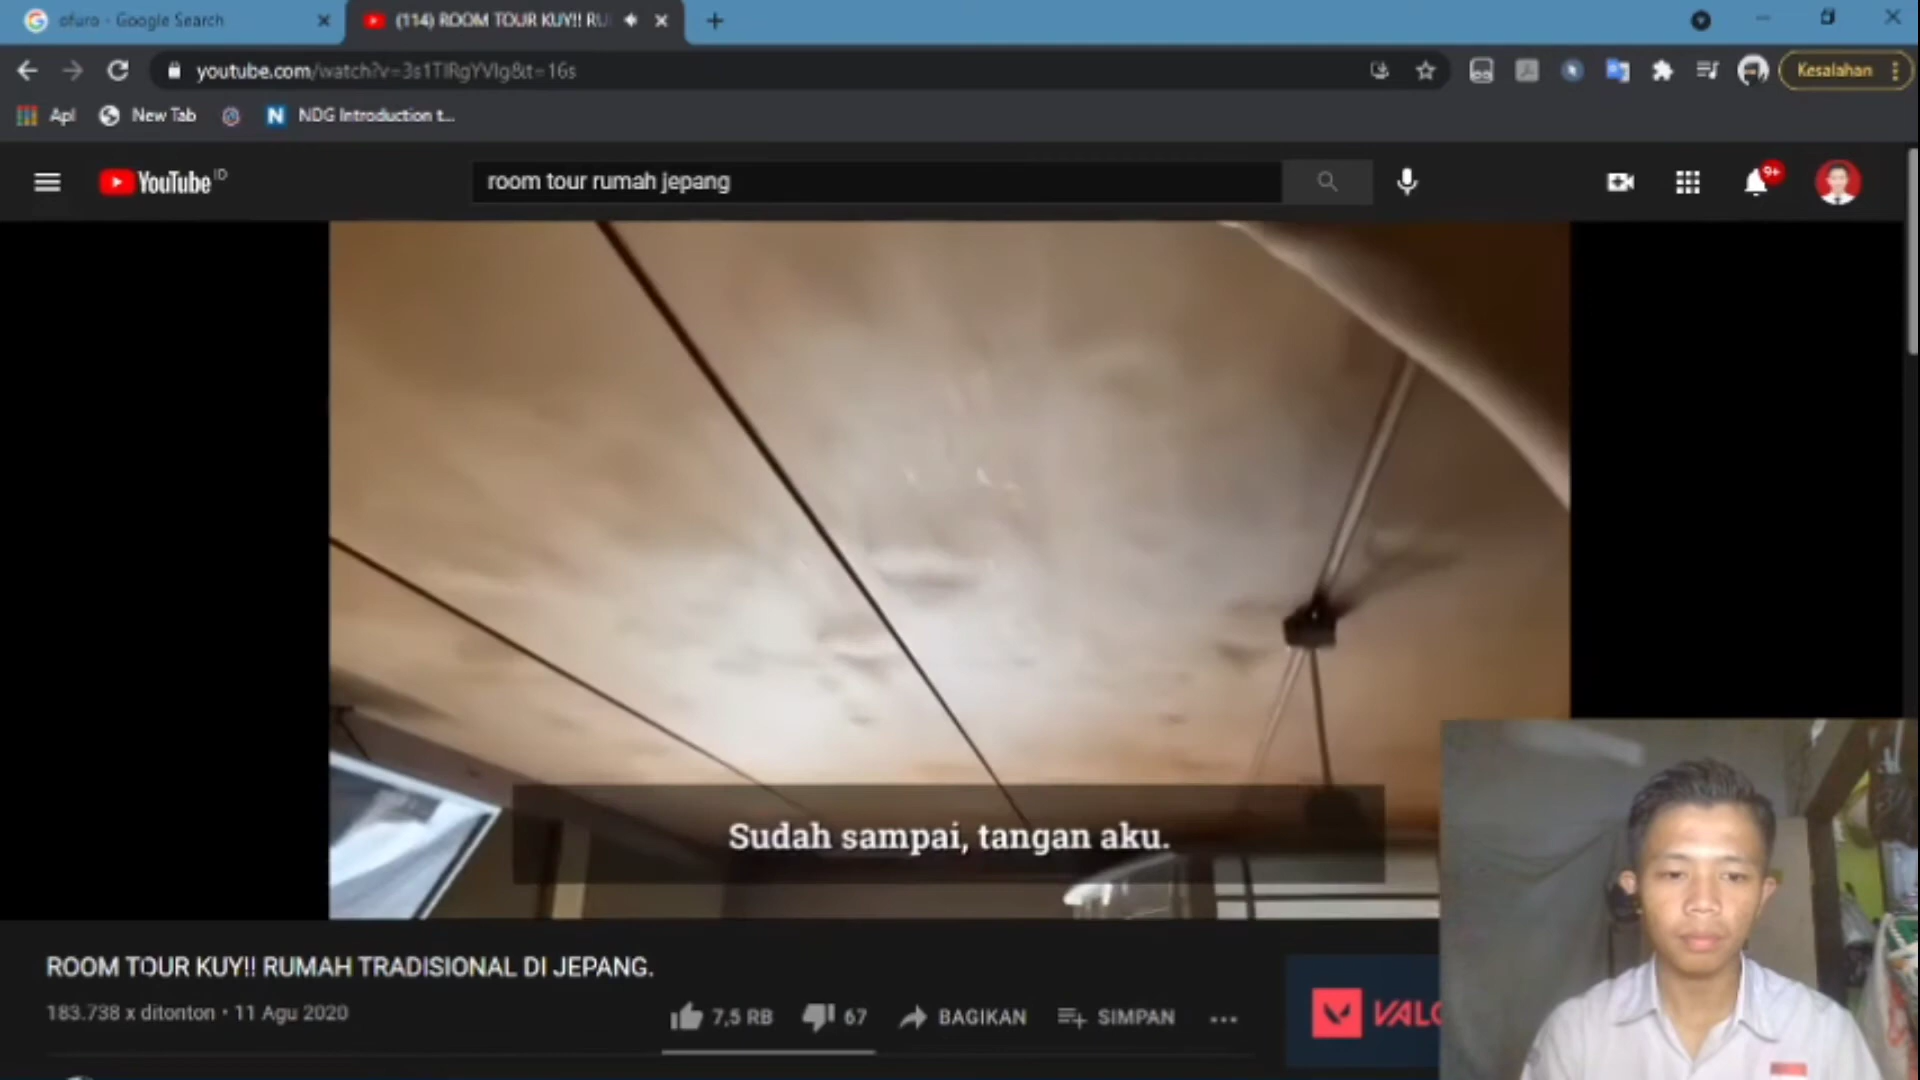 ofuro - Google Search
(114) ROOM TOUR KUY!! RU
youtube.com/watch?v=3s1TlRgYVlg&t=16s
Kesalahan
Apl
New Tab
NDG Introduction t...
YouTube ID
room tour rumah jepang
9+
Sudah sampai, tangan aku.
ROOM TOUR KUY!! RUMAH TRADISIONAL DI JEPANG.
183.738 x ditonton • 11 Agu 2020
7,5 RB
67
BAGIKAN
SIMPAN
VALO